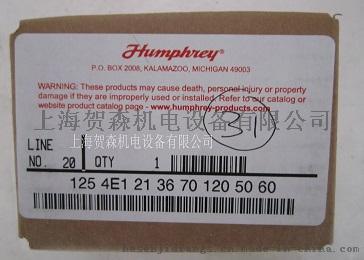 Humphrey
P.O. BOX 2008, KALAMAZOO, MICHIGAN 49003
WARNING: These products may cause death, personal injury or property
damage if they are improperly used or installed. Refer to our catalog or
website product catalog - www.humphrey-products.com
31
上海贺森机电设备有限公司
上海贺森机电设备有限公司
LINE
NO. 20 QTY 1
125 4E1 21 36 70 120 50 60